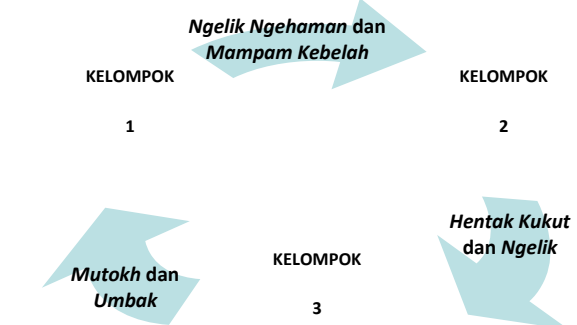 Ngelik Ngehaman dan
Mampam Kebelah
KELOMPOK
1
KELOMPOK
2
Hentak Kukut
dan Ngelik
KELOMPOK
3
Mutokh dan
Umbak